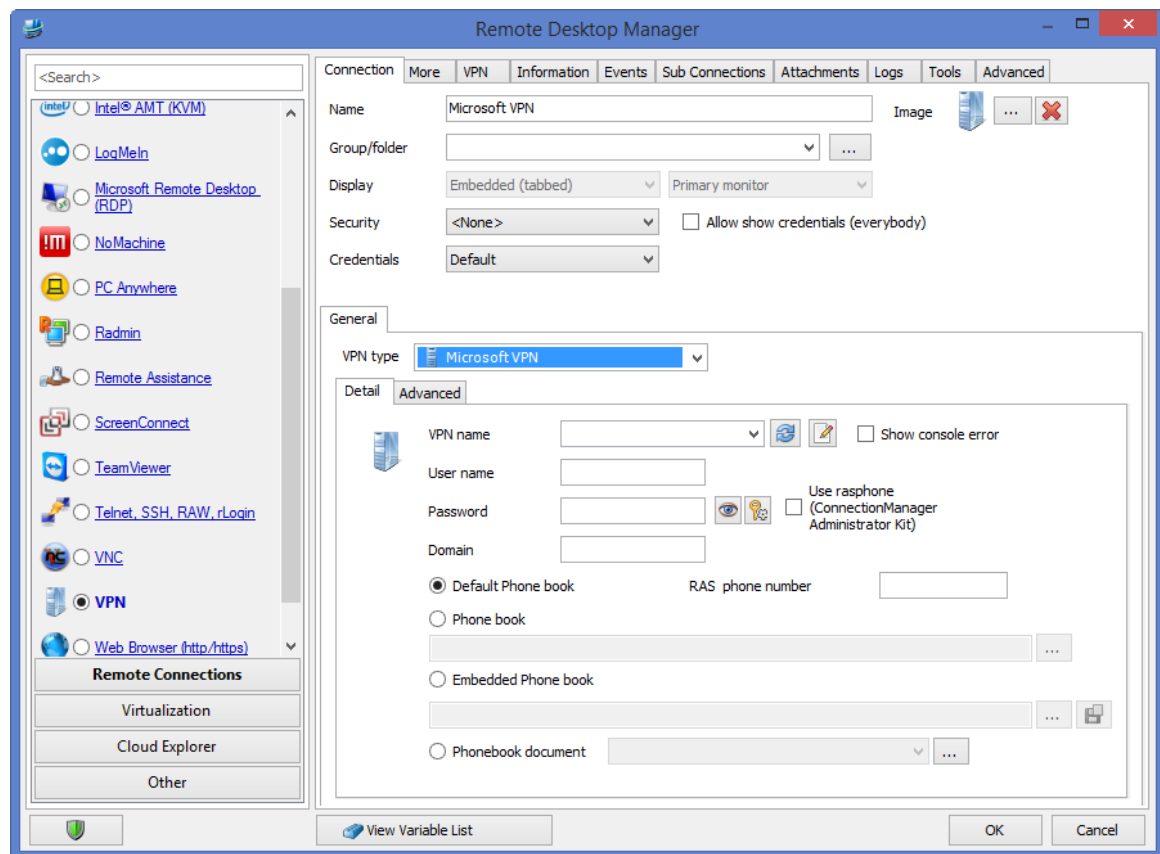 Remote Desktop Manager
<Search>
Intel® AMT (KVM)
LogMeIn
Microsoft Remote Desktop
(RDP)
NoMachine
PC Anywhere
Radmin
Remote Assistance
ScreenConnect
TeamViewer
Telnet, SSH, RAW, rLogin
VNC
VPN
Web Browser (http/https)
Remote Connections
Virtualization
Cloud Explorer
Other
Connection More VPN Information Events Sub Connections Attachments Logs Tools Advanced
Name Microsoft VPN Image ...
Group/folder ...
Display Embedded (tabbed) Primary monitor
Security <None> Allow show credentials (everybody)
Credentials Default
General
VPN type Microsoft VPN
Detail Advanced
VPN name Show console error
User name
Password Use rasphone
(ConnectionManager
Administrator Kit)
Domain
Default Phone book RAS phone number
Phone book
...
Embedded Phone book
...
Phonebook document ...
View Variable List OK Cancel